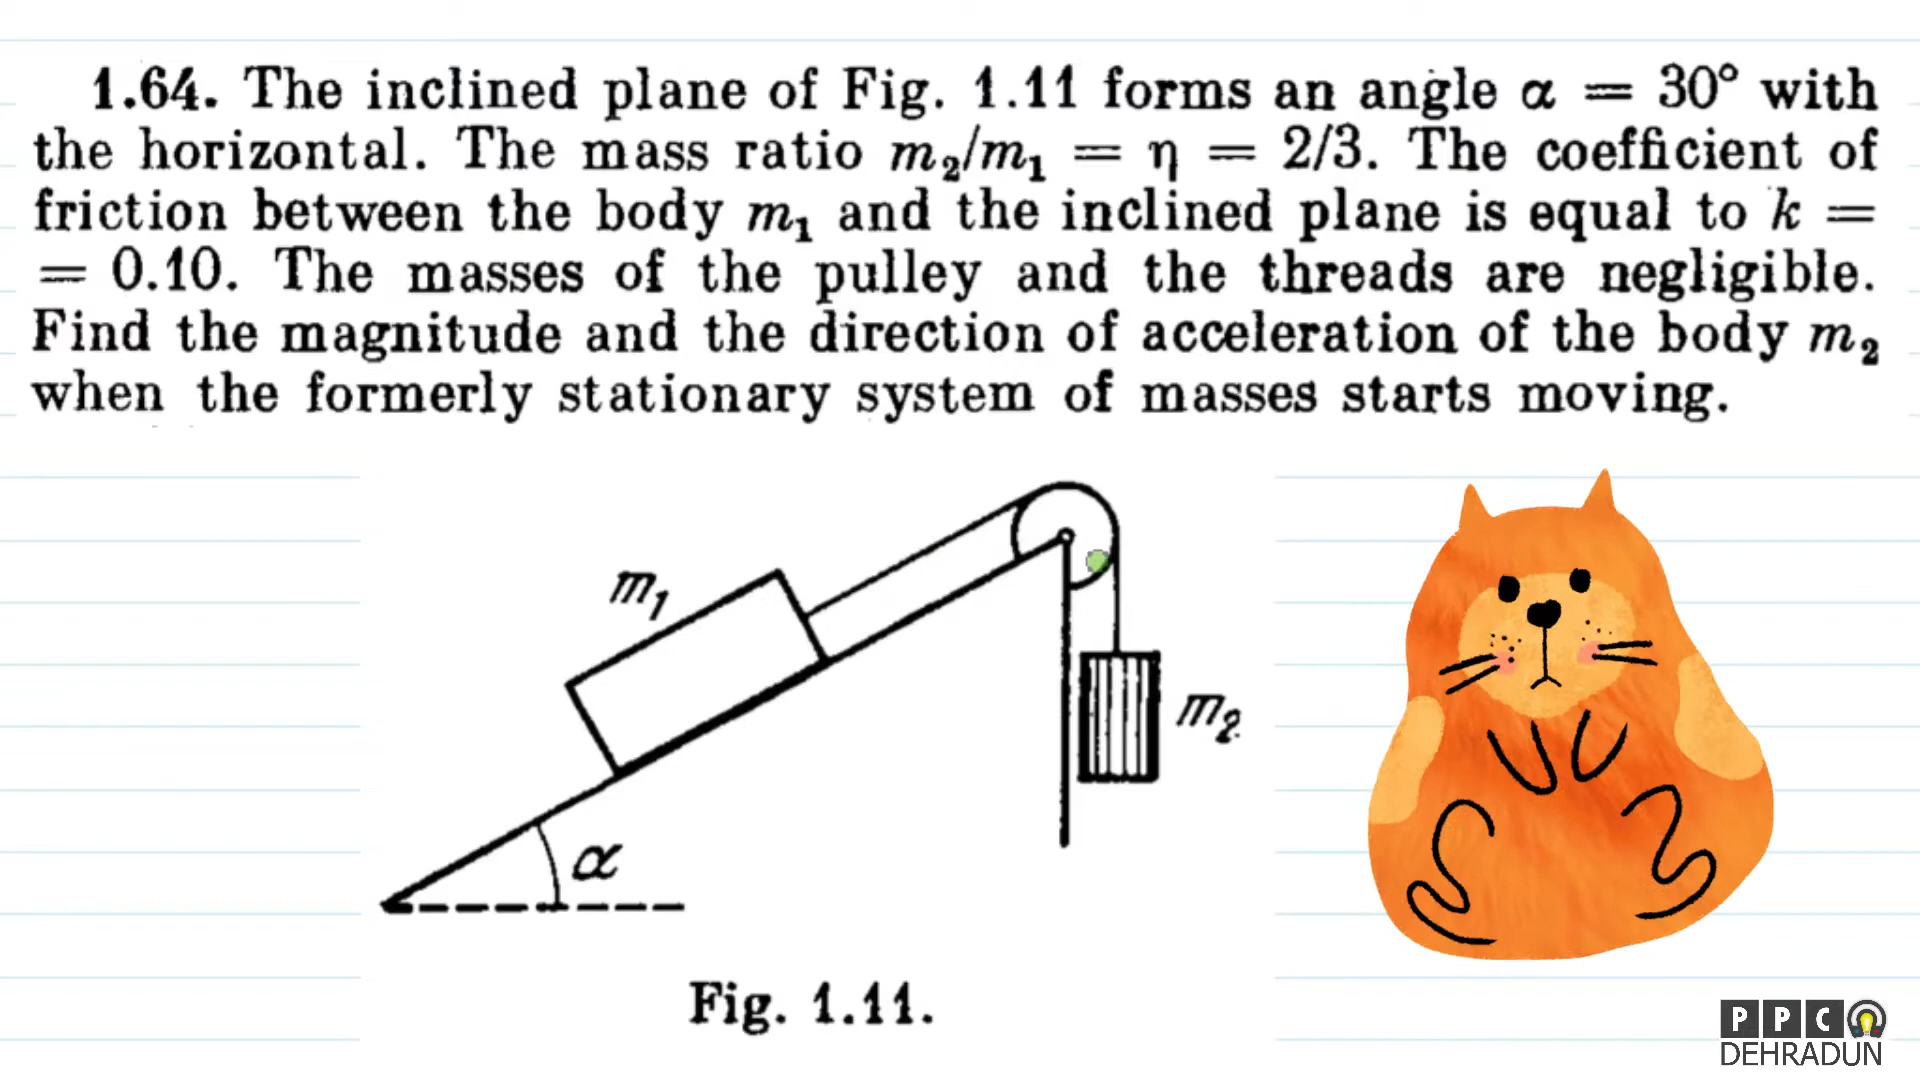 1.64. The inclined plane of Fig. 1.11 forms an angle α = 30° with
the horizontal. The mass ratio m₂/m₁ = η = 2/3. The coefficient of
friction between the body m₁ and the inclined plane is equal to k =
= 0.10. The masses of the pulley and the threads are negligible.
Find the magnitude and the direction of acceleration of the body m₂
when the formerly stationary system of masses starts moving.
m₁
m₂
α
Fig. 1.11.
PPC
DEHRADUN